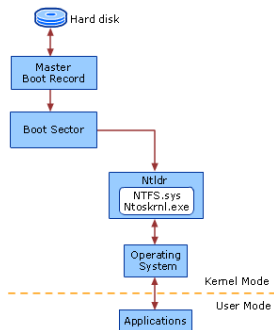 Hard disk
Master
Boot Record
Boot Sector
Ntldr
NTFS.sys
Ntoskrnl.exe
Operating
System
Kernel Mode
User Mode
Applications